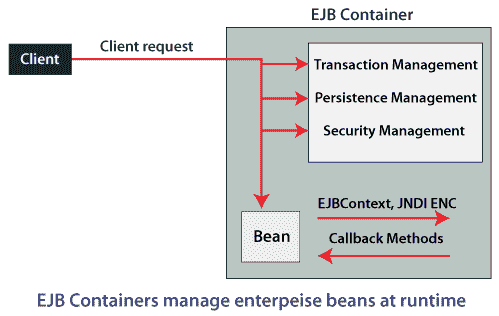 EJB Container
Client request
Client
Transaction Management
Persistence Management
Security Management
Bean
EJBContext, JNDI ENC
Callback Methods
EJB Containers manage enterpeise beans at runtime